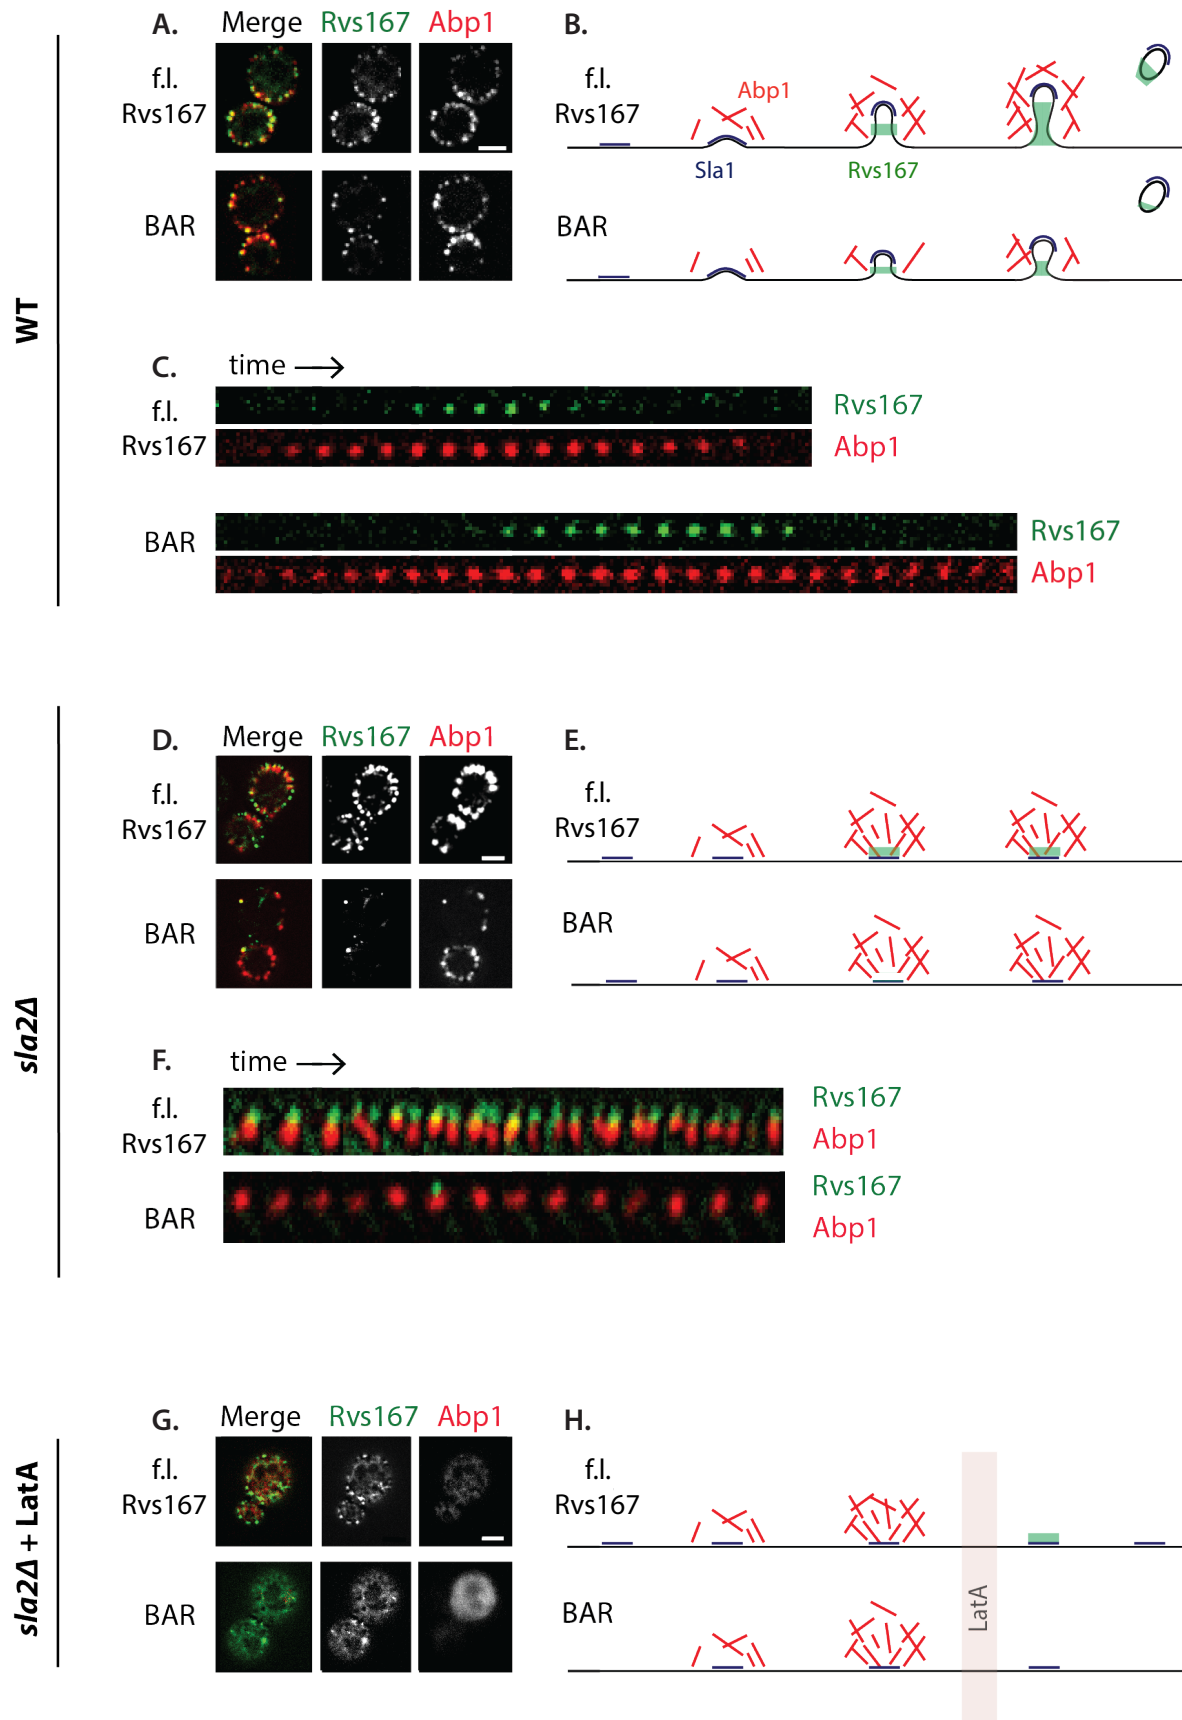 A.
Merge Rvs167 Abp1
f.l.
Rvs167
BAR
B.
f.l.
Rvs167
Abp1
Sla1
Rvs167
BAR
WT
C.
time
f.l.
Rvs167
Rvs167
Abp1
BAR
Rvs167
Abp1
D.
Merge Rvs167 Abp1
f.l.
Rvs167
BAR
E.
f.l.
Rvs167
BAR
sla2Δ
F.
time
f.l.
Rvs167
Rvs167
Abp1
BAR
Rvs167
Abp1
G.
Merge Rvs167 Abp1
f.l.
Rvs167
BAR
H.
f.l.
Rvs167
BAR
LatA
sla2Δ + LatA